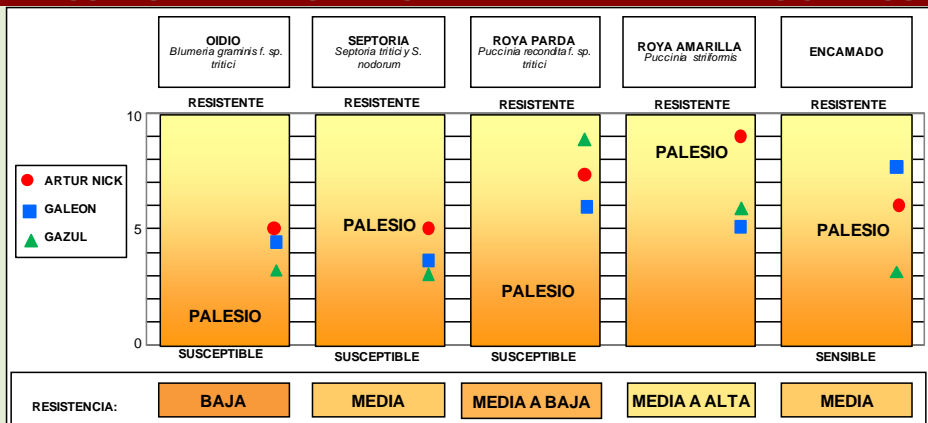 OIDIO
Blumeria graminis f. sp.
tritici
SEPTORIA
Septoria tritici y S.
nodorum
ROYA PARDA
Puccinia recondita f. sp.
tritici
ROYA AMARILLA
Puccinia striiformis
ENCAMADO
RESISTENTE
RESISTENTE
RESISTENTE
RESISTENTE
RESISTENTE
10
5
0
ARTUR NICK
GALEON
GAZUL
PALESIO
PALESIO
PALESIO
PALESIO
PALESIO
SUSCEPTIBLE
SUSCEPTIBLE
SUSCEPTIBLE
SENSIBLE
RESISTENCIA:
BAJA
MEDIA
MEDIA A BAJA
MEDIA A ALTA
MEDIA